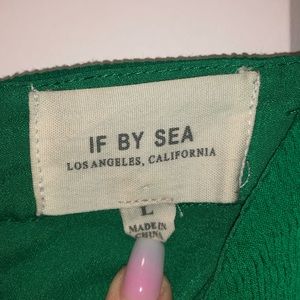 IF BY SEA
LOS ANGELES, CALIFORNIA
L
MADE IN
CHINA